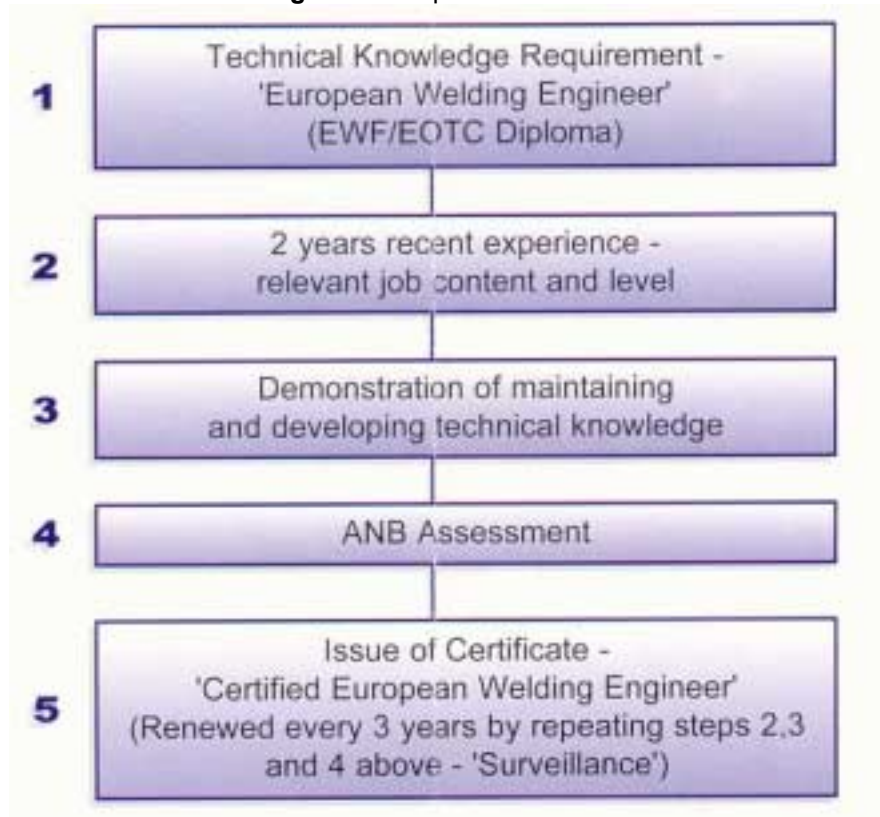 1
Technical Knowledge Requirement -
'European Welding Engineer'
(EWF/EOTC Diploma)
2
2 years recent experience -
relevant job content and level
3
Demonstration of maintaining
and developing technical knowledge
4
ANB Assessment
5
Issue of Certificate -
'Certified European Welding Engineer'
(Renewed every 3 years by repeating steps 2,3
and 4 above - 'Surveillance')